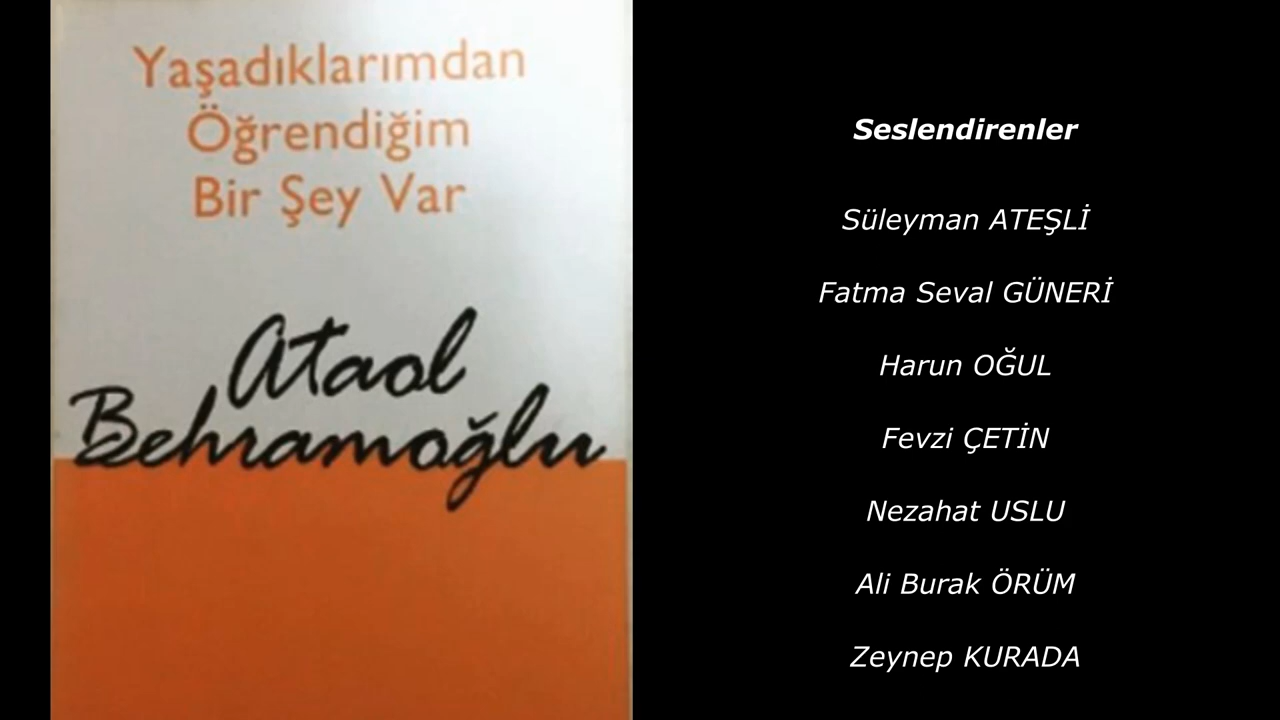 Yaşadıklarımdan
Öğrendiğim
Bir Şey Var
Ataol
Behramoğlu
Seslendirenler
Süleyman ATEŞLİ
Fatma Seval GÜNERİ
Harun OĞUL
Fevzi ÇETİN
Nezahat USLU
Ali Burak ÖRÜM
Zeynep KURADA